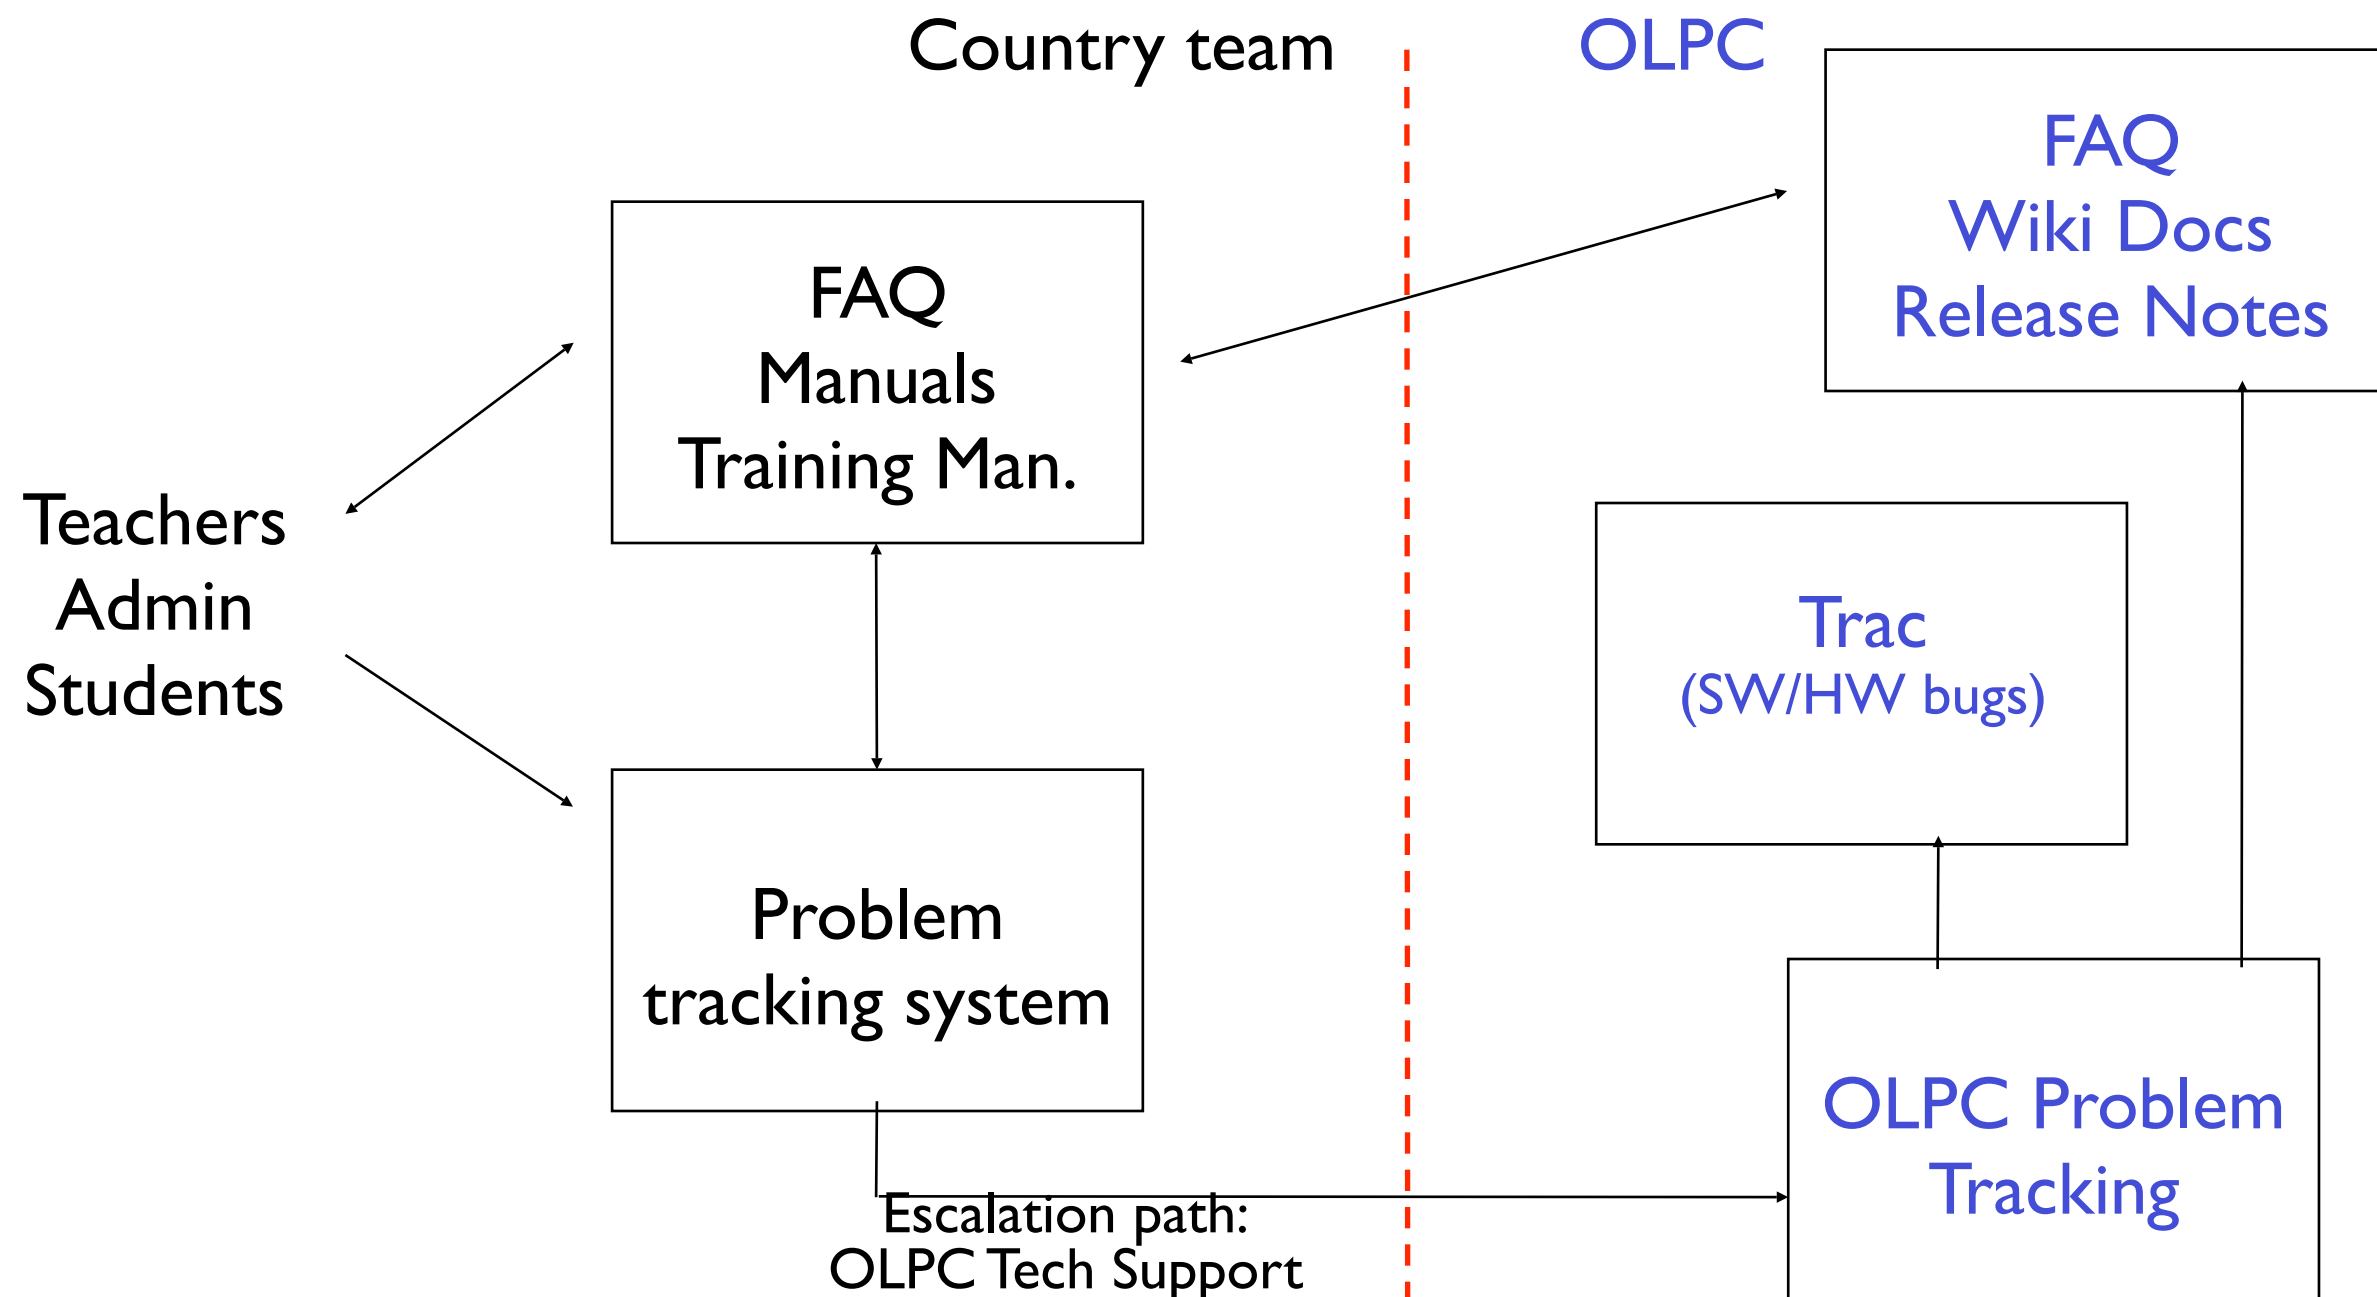 Country team
OLPC
FAQ
Wiki Docs
Release Notes
FAQ
Manuals
Training Man.
Teachers
Admin
Students
Trac
(SW/HW bugs)
Problem
tracking system
OLPC Problem
Tracking
Escalation path:
OLPC Tech Support